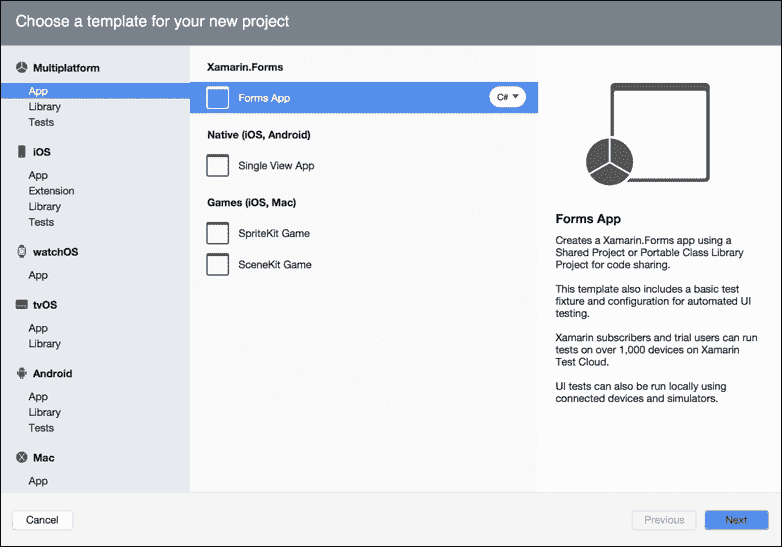 Choose a template for your new project
Multiplatform
App
Library
Tests
iOS
App
Extension
Library
Tests
watchOS
App
tvOS
App
Library
Android
App
Library
Tests
Mac
App
Xamarin.Forms
Forms App
C#
Native (iOS, Android)
Single View App
Games (iOS, Mac)
SpriteKit Game
SceneKit Game
Forms App
Creates a Xamarin.Forms app using a
Shared Project or Portable Class Library
Project for code sharing.
This template also includes a basic test
fixture and configuration for automated UI
testing.
Xamarin subscribers and trial users can run
tests on over 1,000 devices on Xamarin
Test Cloud.
UI tests can also be run locally using
connected devices and simulators.
Cancel
Previous
Next